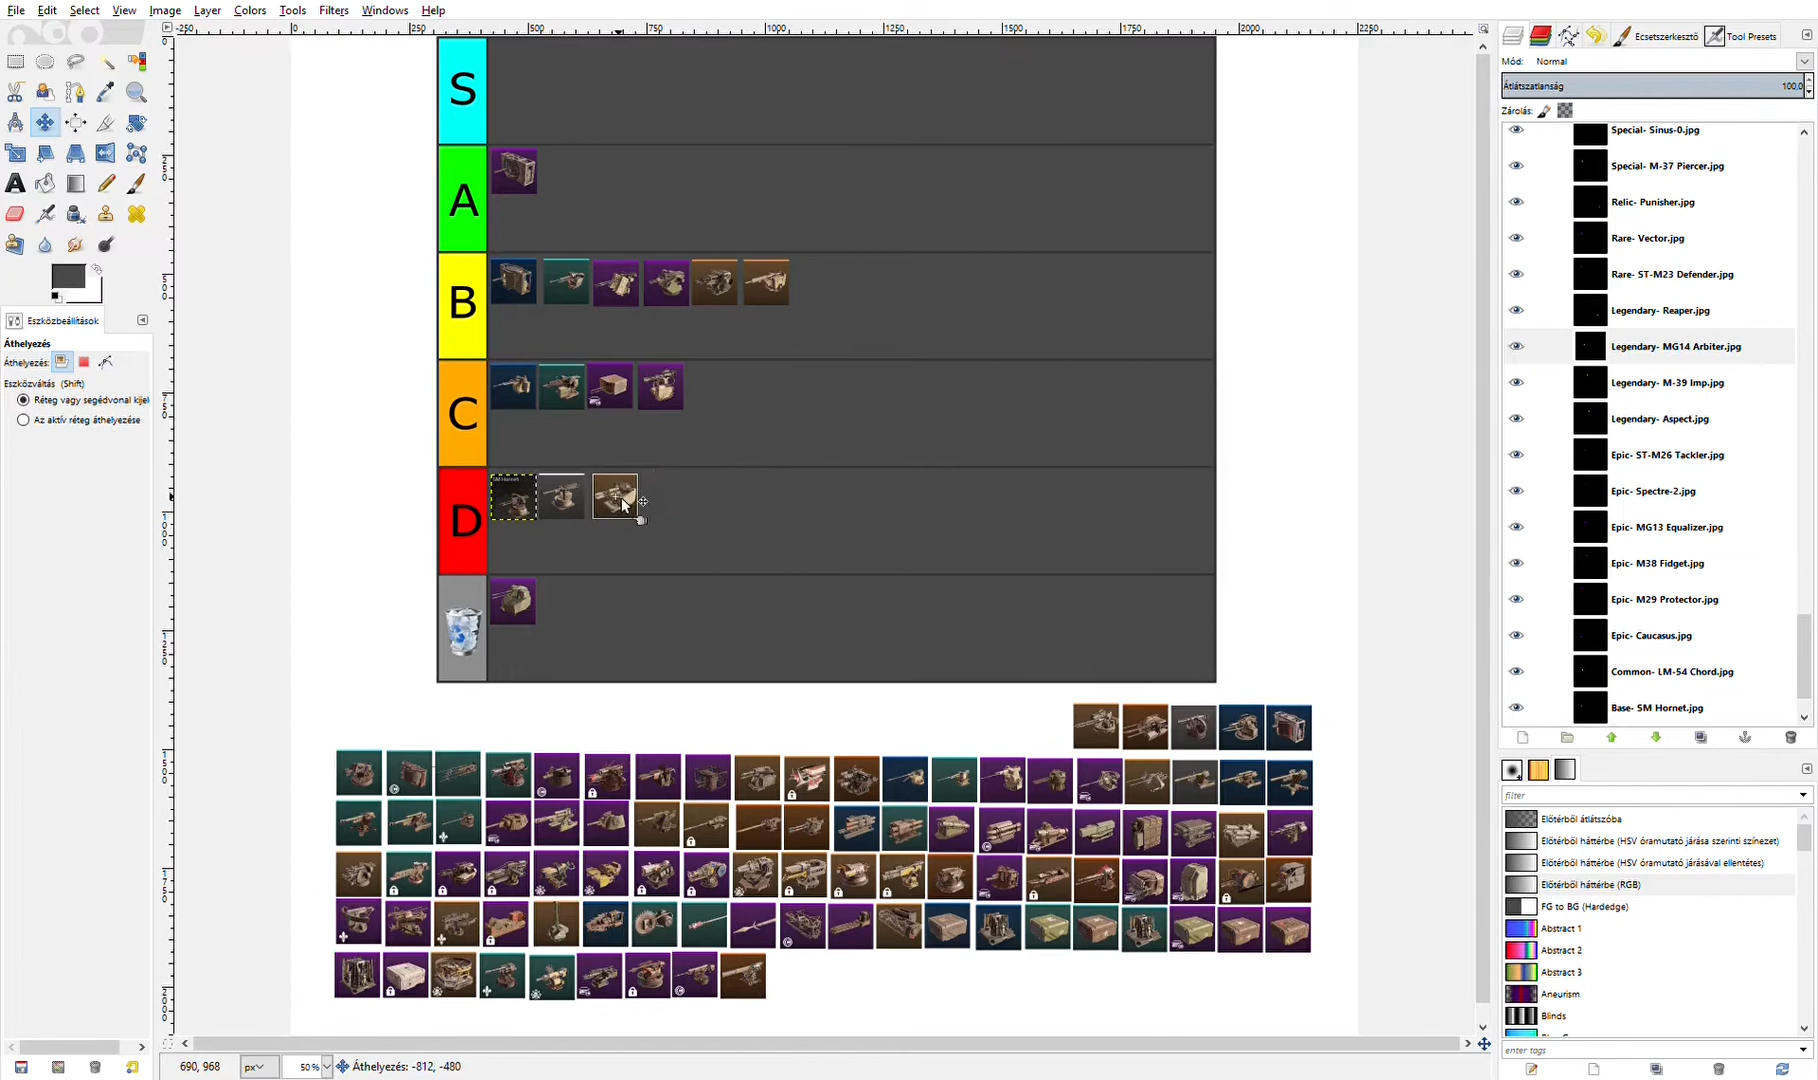 File Edit Select View Image Layer Colors Tools Filters Windows Help
-250 0 250 500 750 1000 1250 1500 1750 2000 2250
Ecsetszerkesztő Tool Presets
Mód: Normal
Átlátszatlanság 100,0
Zárolás:
Special- Sinus-0.jpg
Special- M-37 Piercer.jpg
Relic- Punisher.jpg
Rare- Vector.jpg
Rare- ST-M23 Defender.jpg
Legendary- Reaper.jpg
Legendary- MG14 Arbiter.jpg
Legendary- M-39 Imp.jpg
Legendary- Aspect.jpg
Epic- ST-M26 Tackler.jpg
Epic- Spectre-2.jpg
Epic- MG13 Equalizer.jpg
Epic- M38 Fidget.jpg
Epic- M29 Protector.jpg
Epic- Caucasus.jpg
Common- LM-54 Chord.jpg
Base- SM Hornet.jpg
filter
Előtérből átlátszóba
Előtérből háttérbe (HSV óramutató járása szerinti színezet)
Előtérből háttérbe (HSV óramutató járásával ellentétes)
Előtérből háttérbe (RGB)
FG to BG (Hardedge)
Abstract 1
Abstract 2
Abstract 3
Aneurism
Blinds
enter tags
Eszközbeállítások
Áthelyezés
Áthelyezés:
Eszközváltás (Shift)
Réteg vagy segédvonal kijel
Az aktív réteg áthelyezése
S
A
B
C
D
SM Hornet
690, 968 px 50 % Áthelyezés: -812, -480